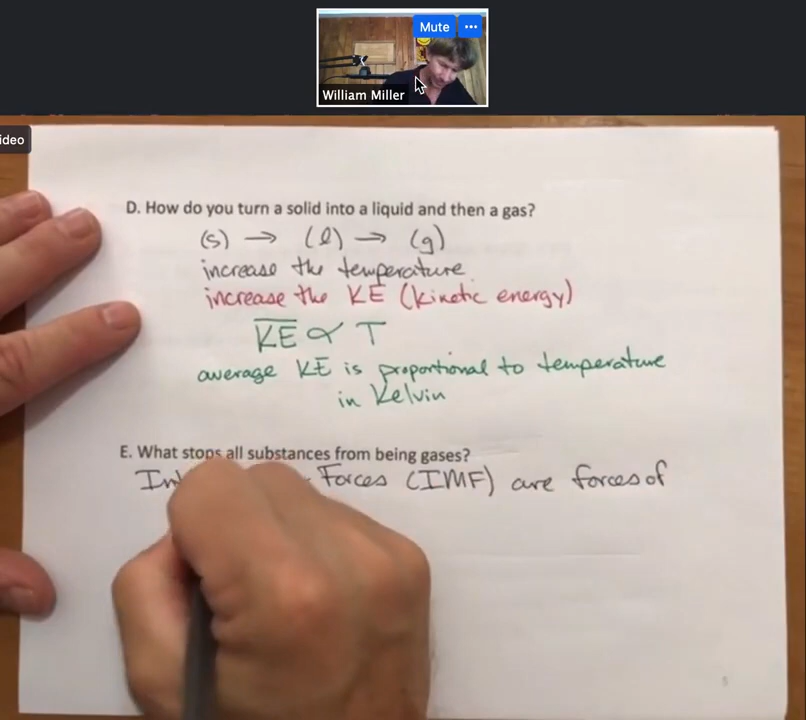 Mute ...
William Miller
ideo
D. How do you turn a solid into a liquid and then a gas?
(s) → (l) → (g)
increase the temperature
increase the KE (kinetic energy)
K̅E̅ ∝ T
average KE is proportional to temperature
in Kelvin
E. What stops all substances from being gases?
Int Forces (IMF) are forces of
5